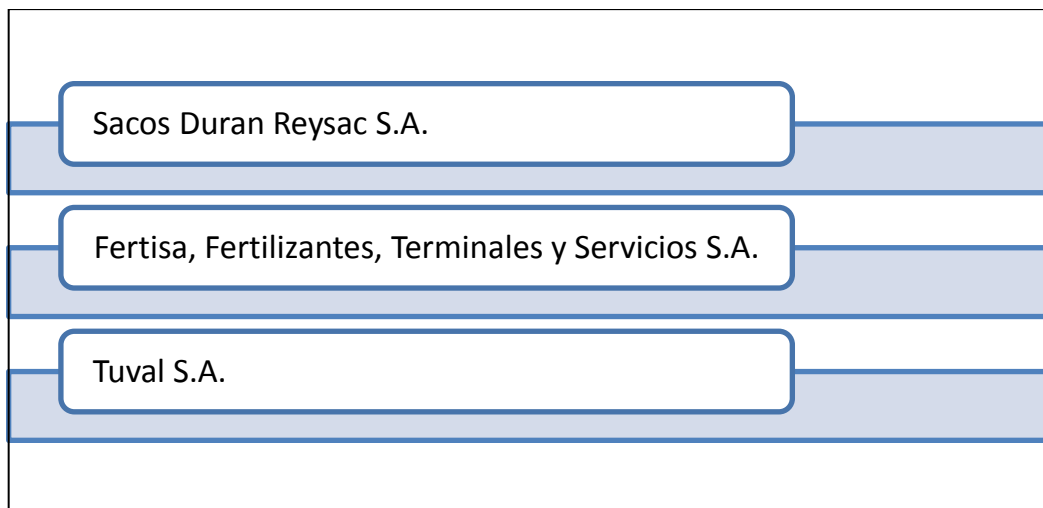 Sacos Duran Reysac S.A.
Fertisa, Fertilizantes, Terminales y Servicios S.A.
Tuval S.A.